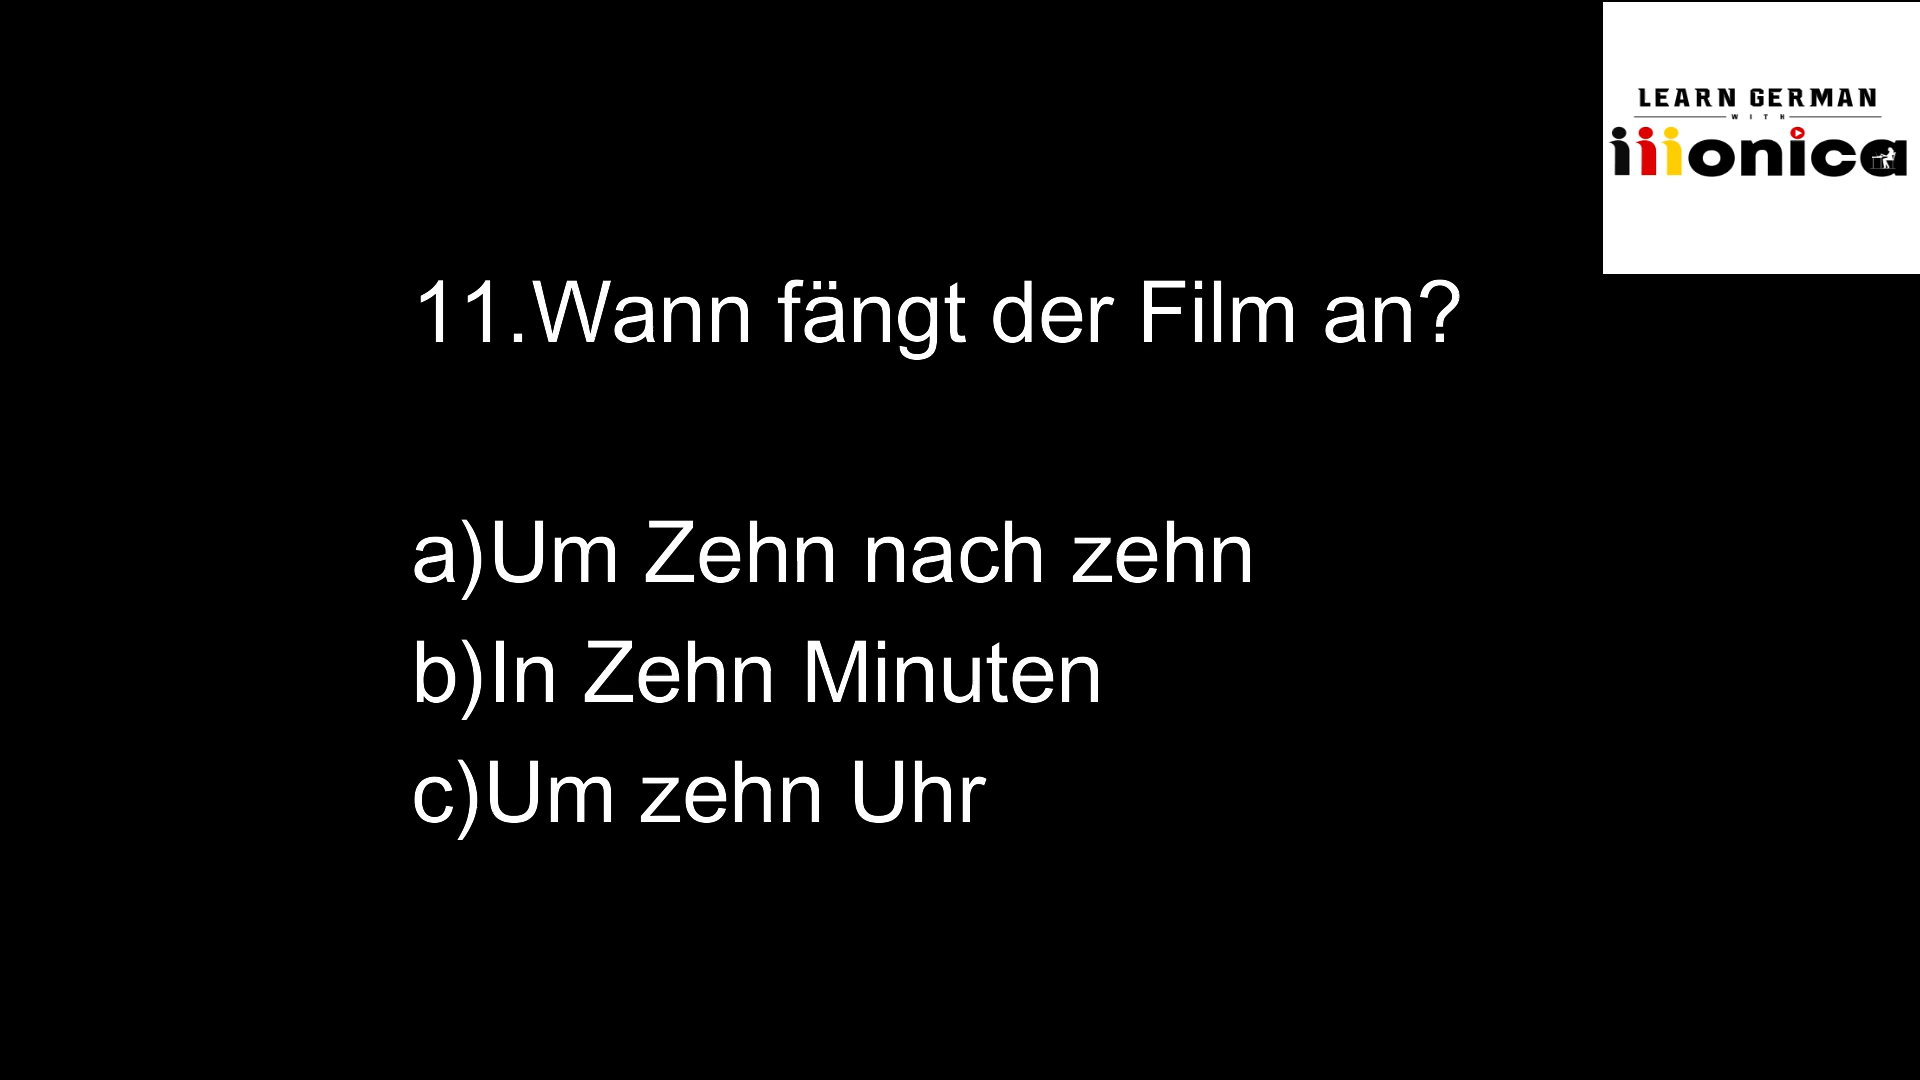 LEARN GERMAN
WITH
monica
11.Wann fängt der Film an?
a)Um Zehn nach zehn
b)In Zehn Minuten
c)Um zehn Uhr